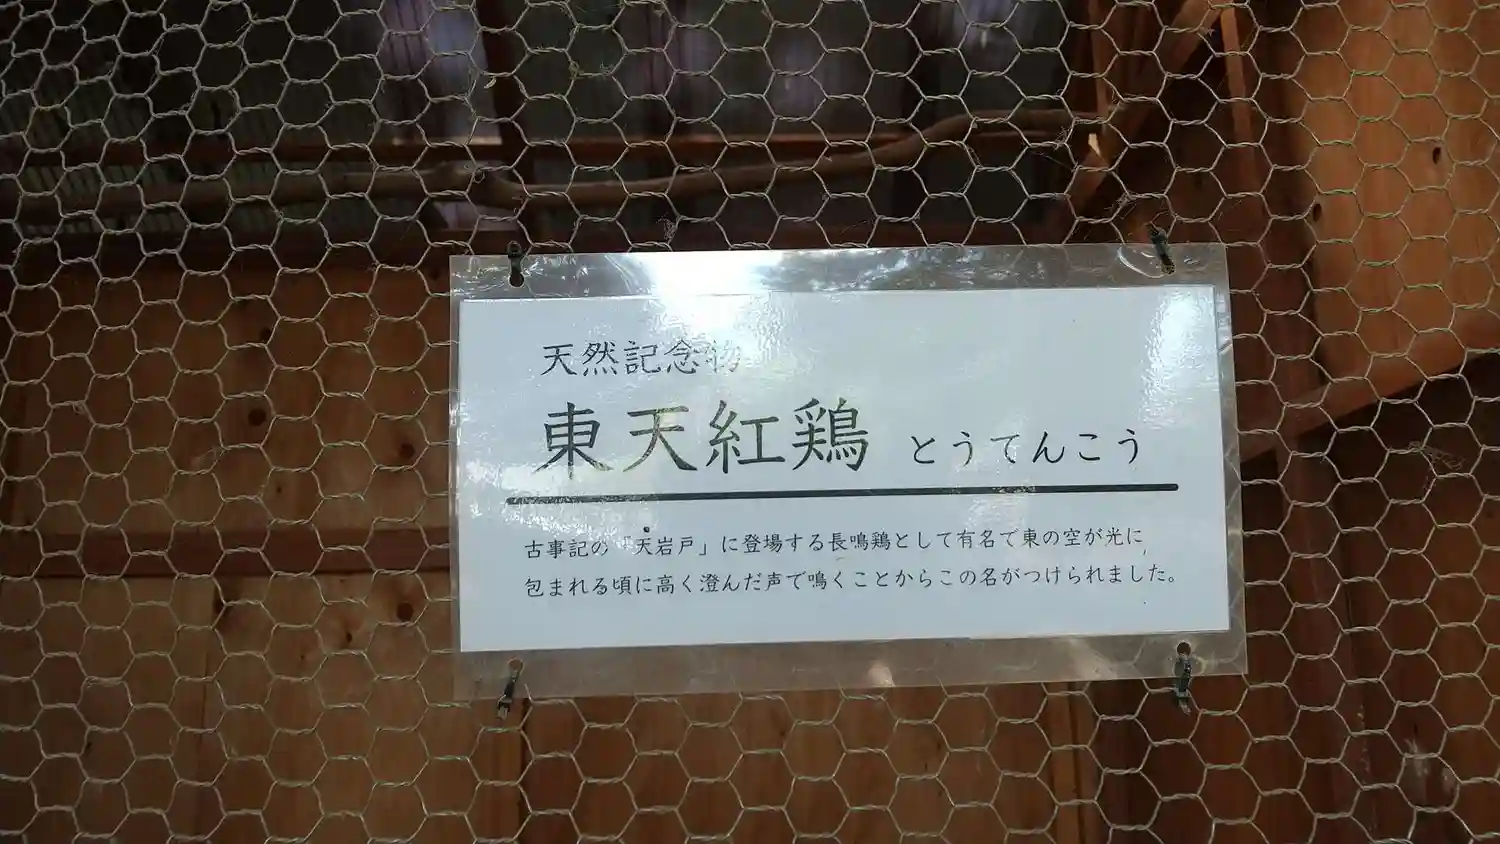 天然記念物
東天紅鶏 とうてんこう
古事記の「天岩戸」に登場する長鳴鶏として有名で東の空が光に
包まれる頃に高く澄んだ声で鳴くことからこの名がつけられました。